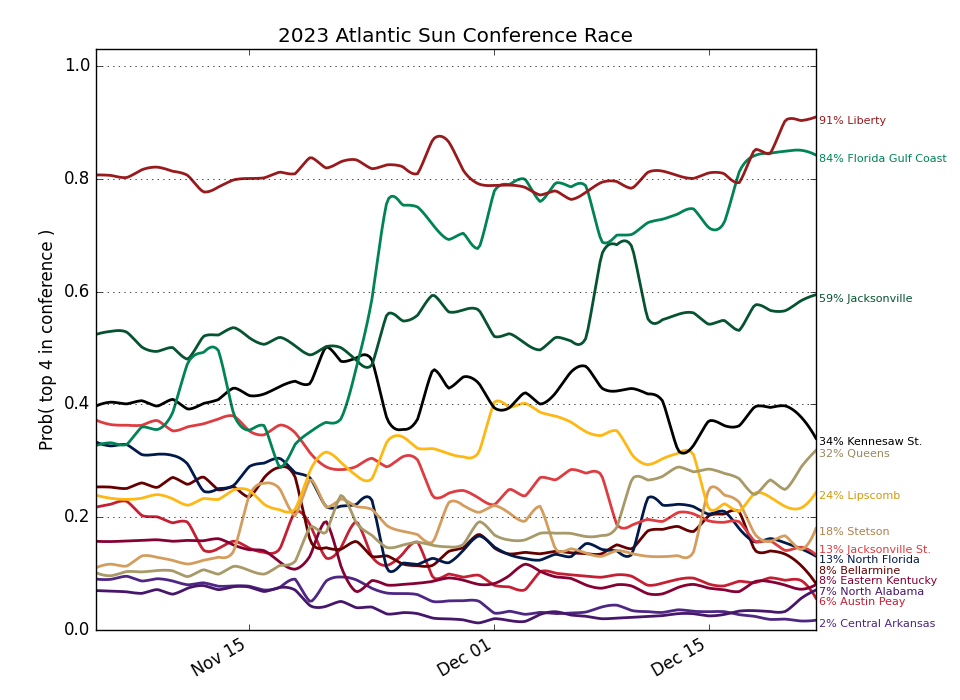 2023 Atlantic Sun Conference Race
Prob( top 4 in conference )
1.0
0.8
0.6
0.4
0.2
0.0
Nov 15
Dec 01
Dec 15
91% Liberty
84% Florida Gulf Coast
59% Jacksonville
34% Kennesaw St.
32% Queens
24% Lipscomb
18% Stetson
13% Jacksonville St.
13% North Florida
8% Bellarmine
8% Eastern Kentucky
7% North Alabama
6% Austin Peay
2% Central Arkansas